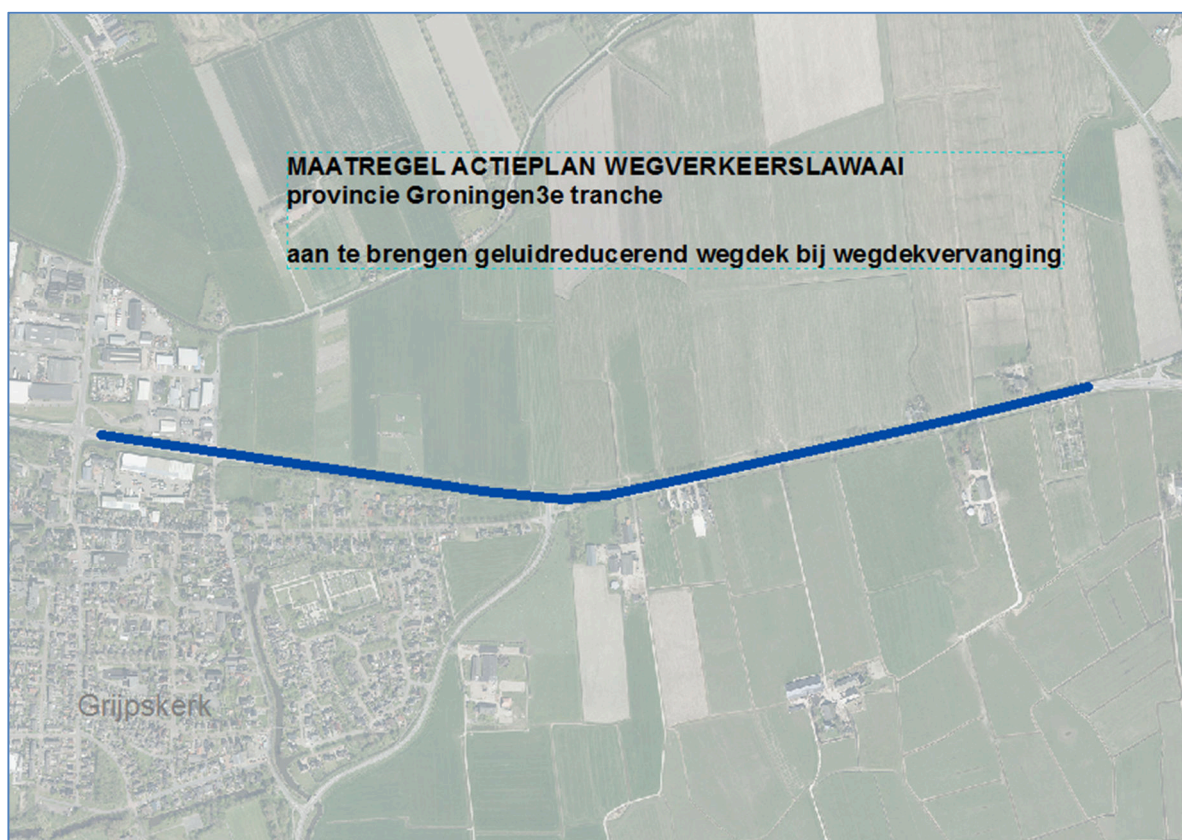 MAATREGEL ACTIEPLAN WEGVERKEERSLAWAAI
provincie Groningen3e tranche
aan te brengen geluidreducerend wegdek bij wegdekvervanging
Grijpskerk